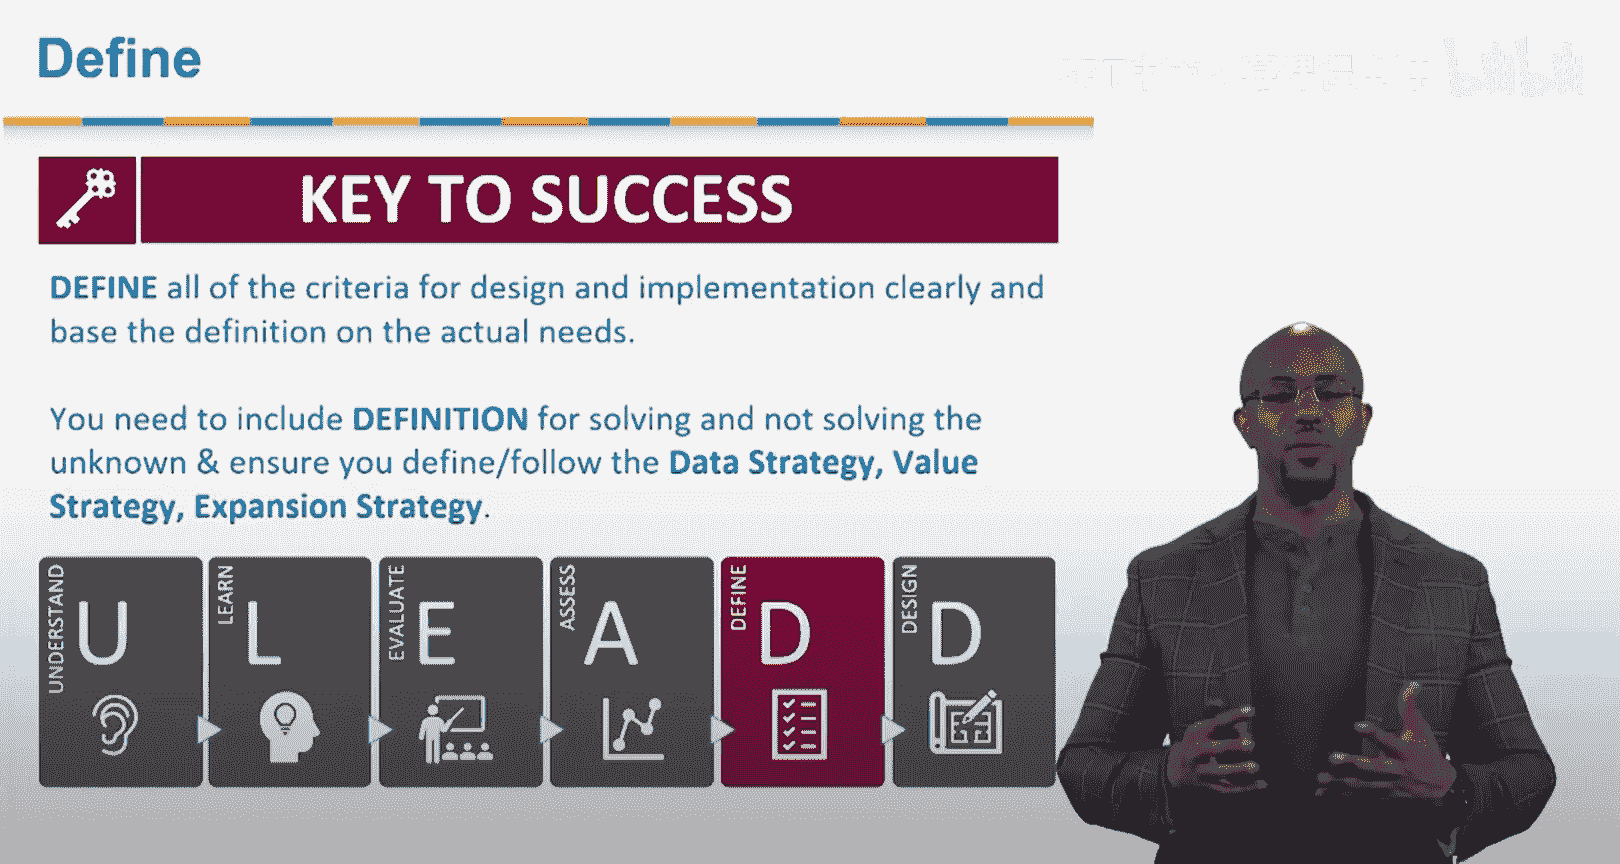 Define
KEY TO SUCCESS
DEFINE all of the criteria for design and implementation clearly and
base the definition on the actual needs.
You need to include DEFINITION for solving and not solving the
unknown & ensure you define/follow the Data Strategy, Value
Strategy, Expansion Strategy.
UNDERSTAND
U
LEARN
L
EVALUATE
E
ASSESS
A
DEFINE
D
DESIGN
D
bilibili